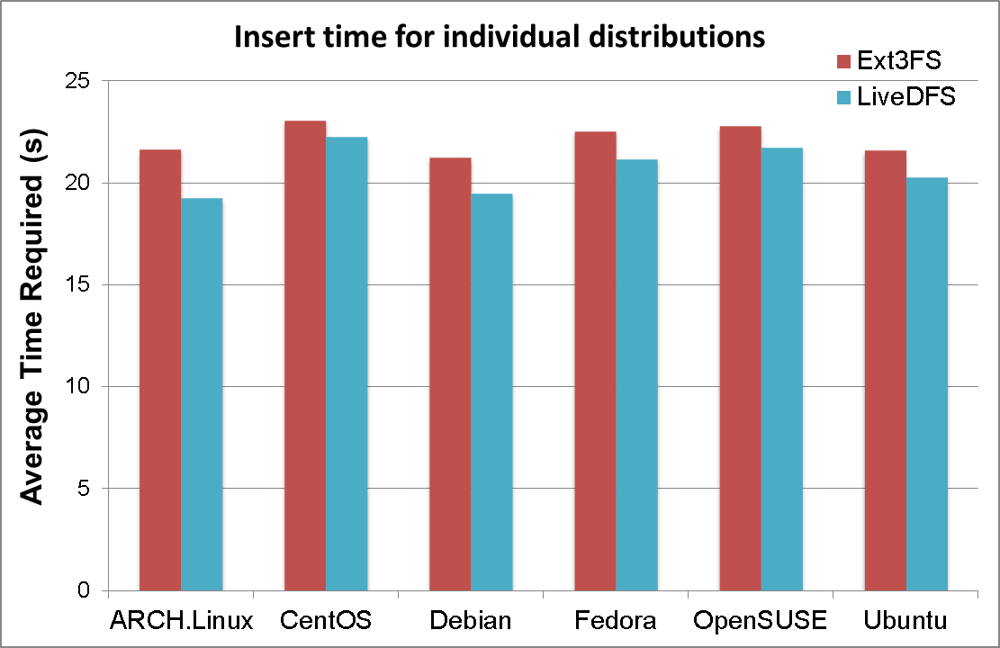 Insert time for individual distributions
Ext3FS
LiveDFS
Average Time Required (s)
25
20
15
10
5
0
ARCH.Linux CentOS Debian Fedora OpenSUSE Ubuntu